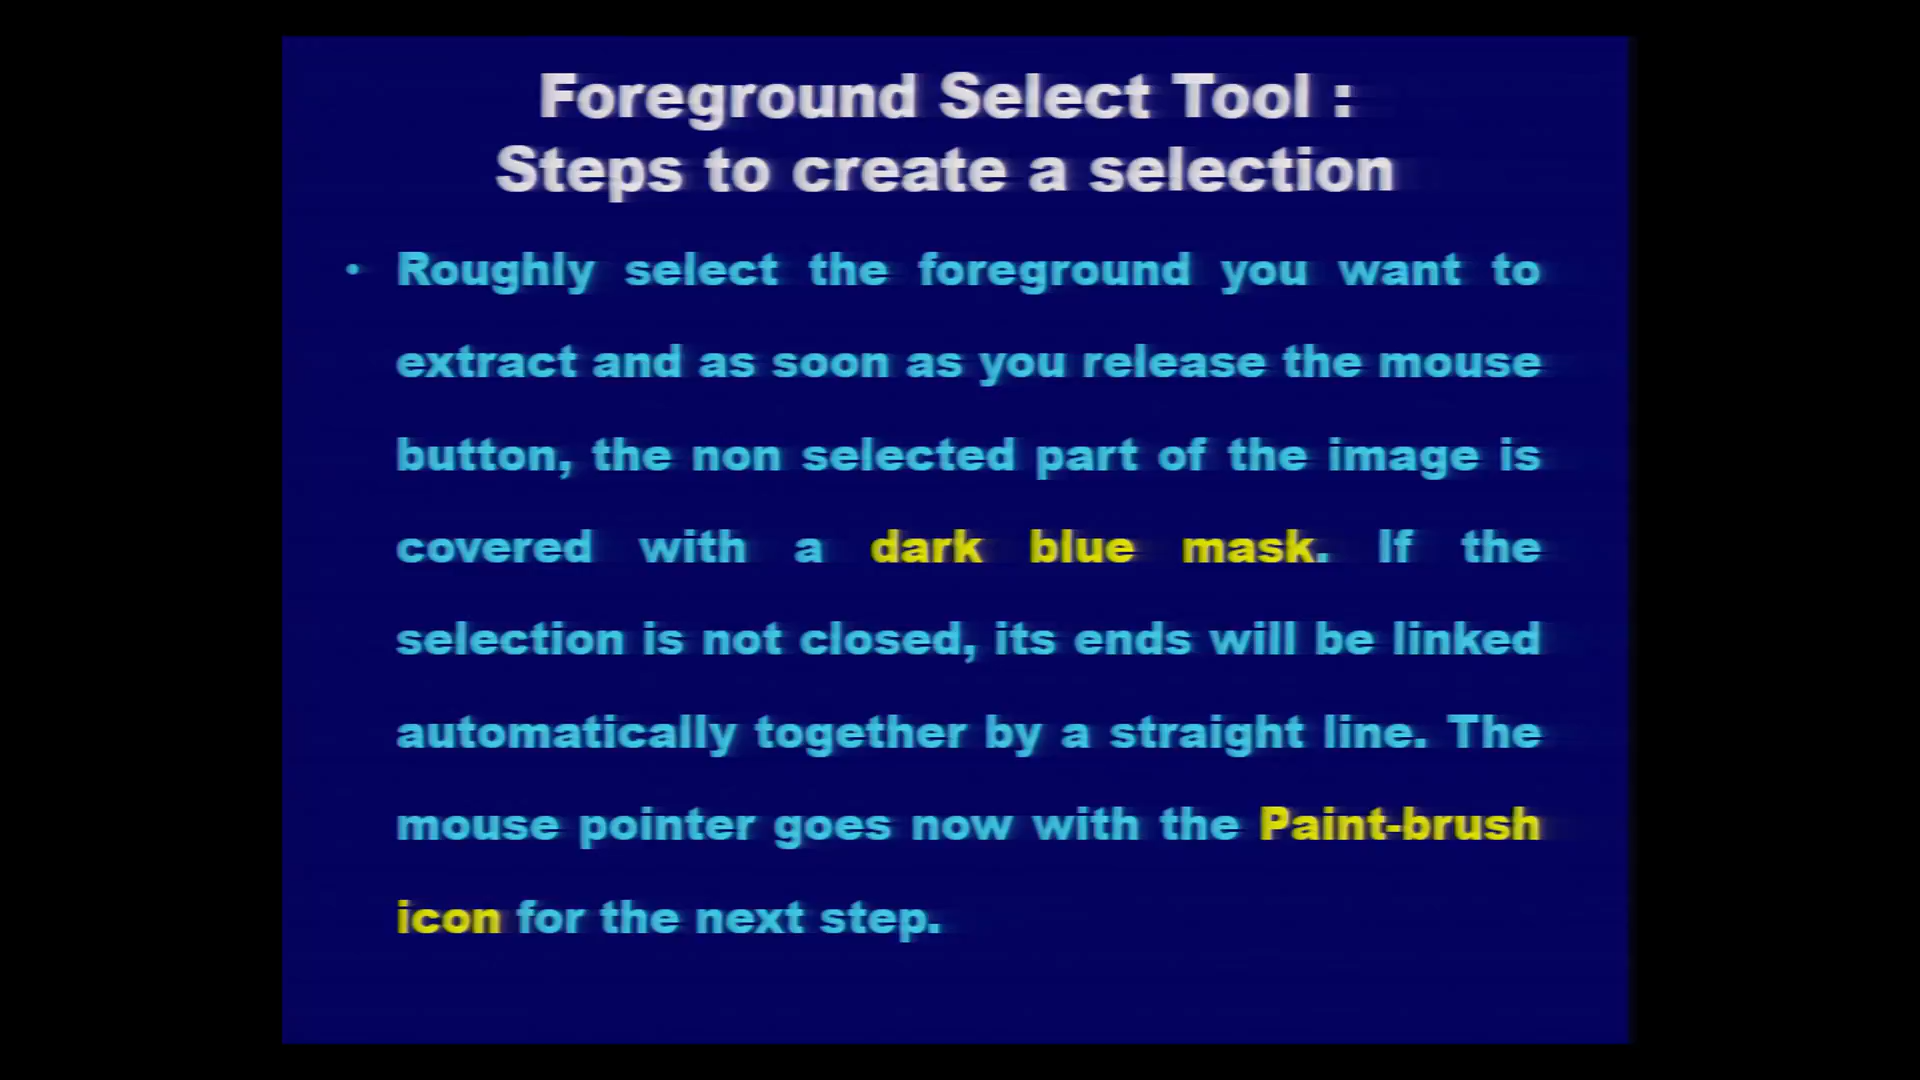 Foreground Select Tool :
Steps to create a selection
• Roughly select the foreground you want to
extract and as soon as you release the mouse
button, the non selected part of the image is
covered with a dark blue mask. If the
selection is not closed, its ends will be linked
automatically together by a straight line. The
mouse pointer goes now with the Paint-brush
icon for the next step.